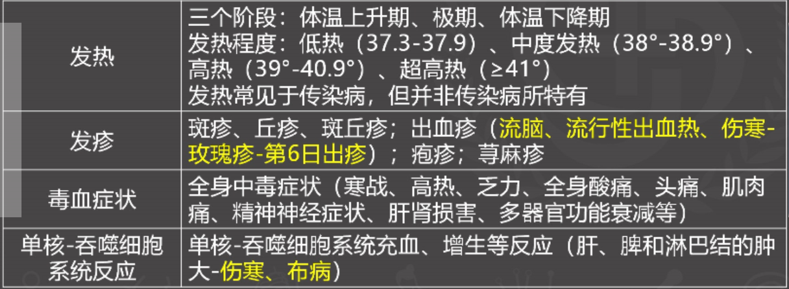 发热
三个阶段：体温上升期、极期、体温下降期
发热程度：低热（37.3-37.9）、中度发热（38°-38.9°）、
高热（39°-40.9°）、超高热（≥41°）
发热常见于传染病，但并非传染病所特有
发疹
斑疹、丘疹、斑丘疹；出血疹（流脑、流行性出血热、伤寒-
玫瑰疹-第6日出疹）；疱疹；荨麻疹
毒血症状
全身中毒症状（寒战、高热、乏力、全身酸痛、头痛、肌肉
痛、精神神经症状、肝肾损害、多器官功能衰减等）
单核-吞噬细胞
系统反应
单核-吞噬细胞系统充血、增生等反应（肝、脾和淋巴结的肿
大-伤寒、布病）